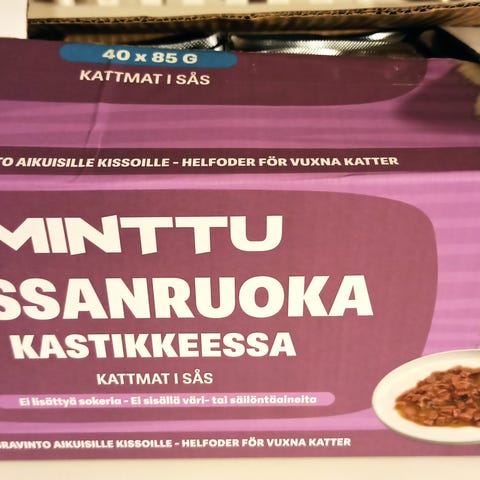 40 x 85 G
KATTMAT I SÅS
AIKUISILLE KISSOILLE - HELFODER FÖR VUXNA KATTER
MINTTU
SSANRUOKA
KASTIKKEESSA
KATTMAT I SÅS
Ei lisättyä sokeria - Ei sisällä väri- tai säilöntäaineita
RAVINTO AIKUISILLE KISSOILLE - HELFODER FÖR VUXNA KATTER